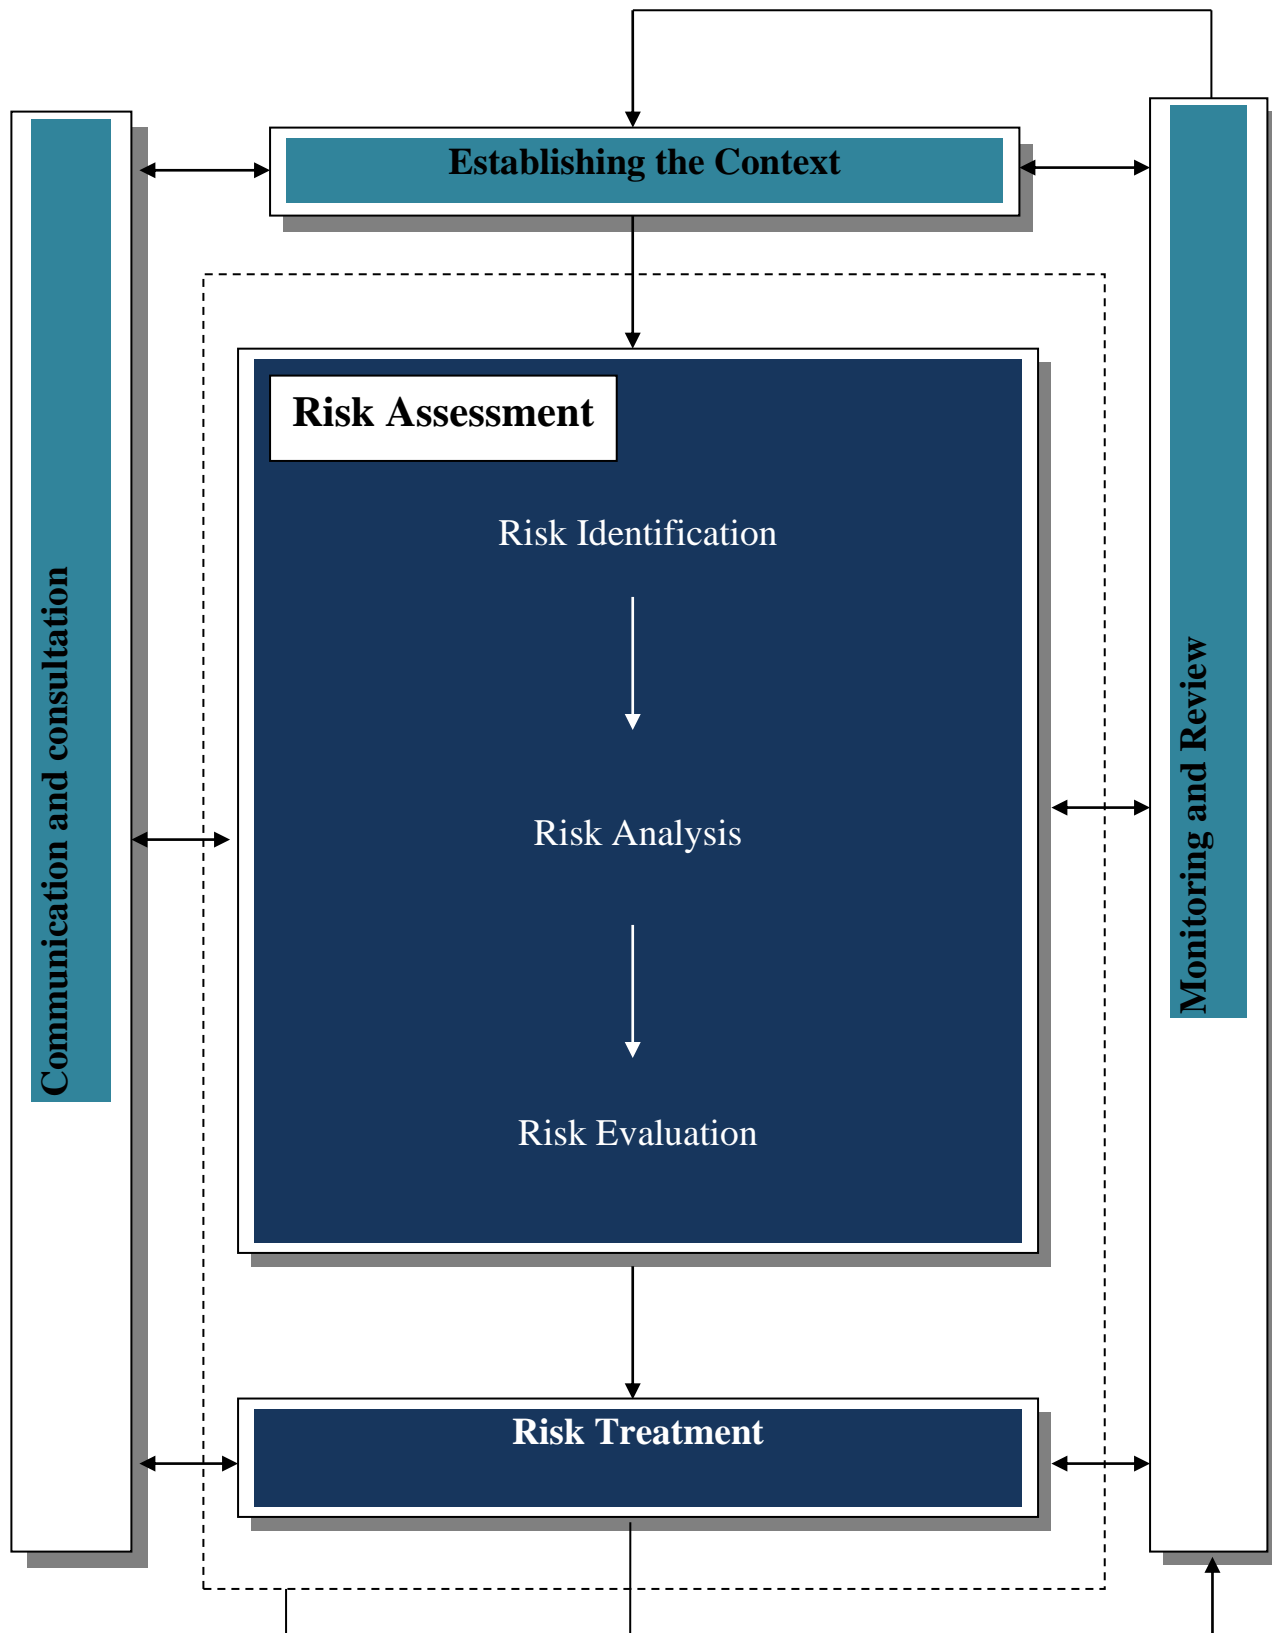 Establishing the Context
Risk Assessment
Risk Identification
Risk Analysis
Risk Evaluation
Risk Treatment
Communication and consultation
Monitoring and Review